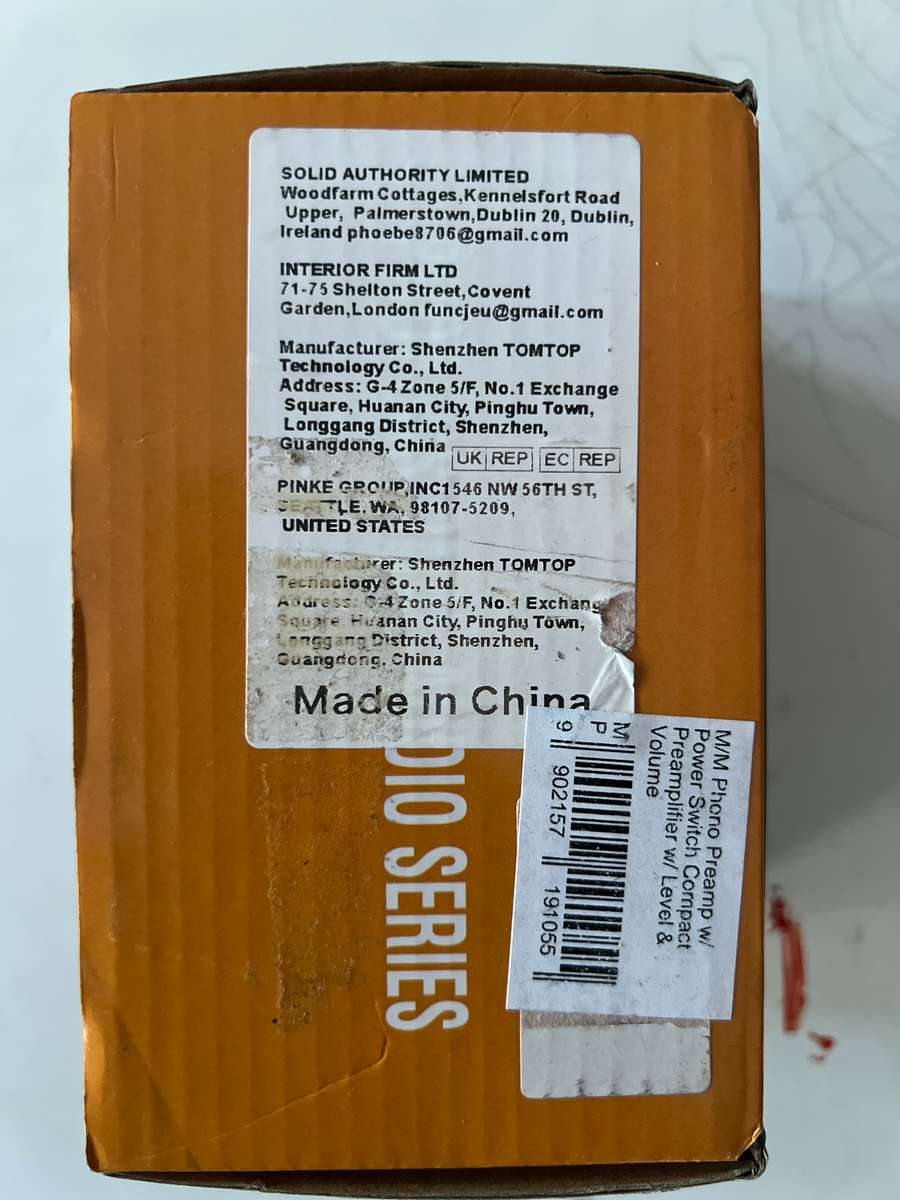 SOLID AUTHORITY LIMITED
Woodfarm Cottages,Kennelsfort Road
Upper, Palmerstown,Dublin 20, Dublin,
Ireland phoebe8706@gmail.com
INTERIOR FIRM LTD
71-75 Shelton Street,Covent
Garden,London funcjeu@gmail.com
Manufacturer: Shenzhen TOMTOP
Technology Co., Ltd.
Address: G-4 Zone 5/F, No.1 Exchange
Square, Huanan City, Pinghu Town,
Longgang District, Shenzhen,
Guangdong, China
UK REP EC REP
PINKE GROUP,INC1546 NW 56TH ST,
SEATTLE, WA, 98107-5209,
UNITED STATES
Manufacturer: Shenzhen TOMTOP
Technology Co., Ltd.
Address: G-4 Zone 5/F, No.1 Exchang
Square, Huanan City, Pinghu Town,
Longgang District, Shenzhen,
Guangdong, China
Made in China
DIO SERIES
M/M Phono Preamp w/
Power Switch Compact
Preamplifier w/ Level &
Volume
M
P
9 902157 191055